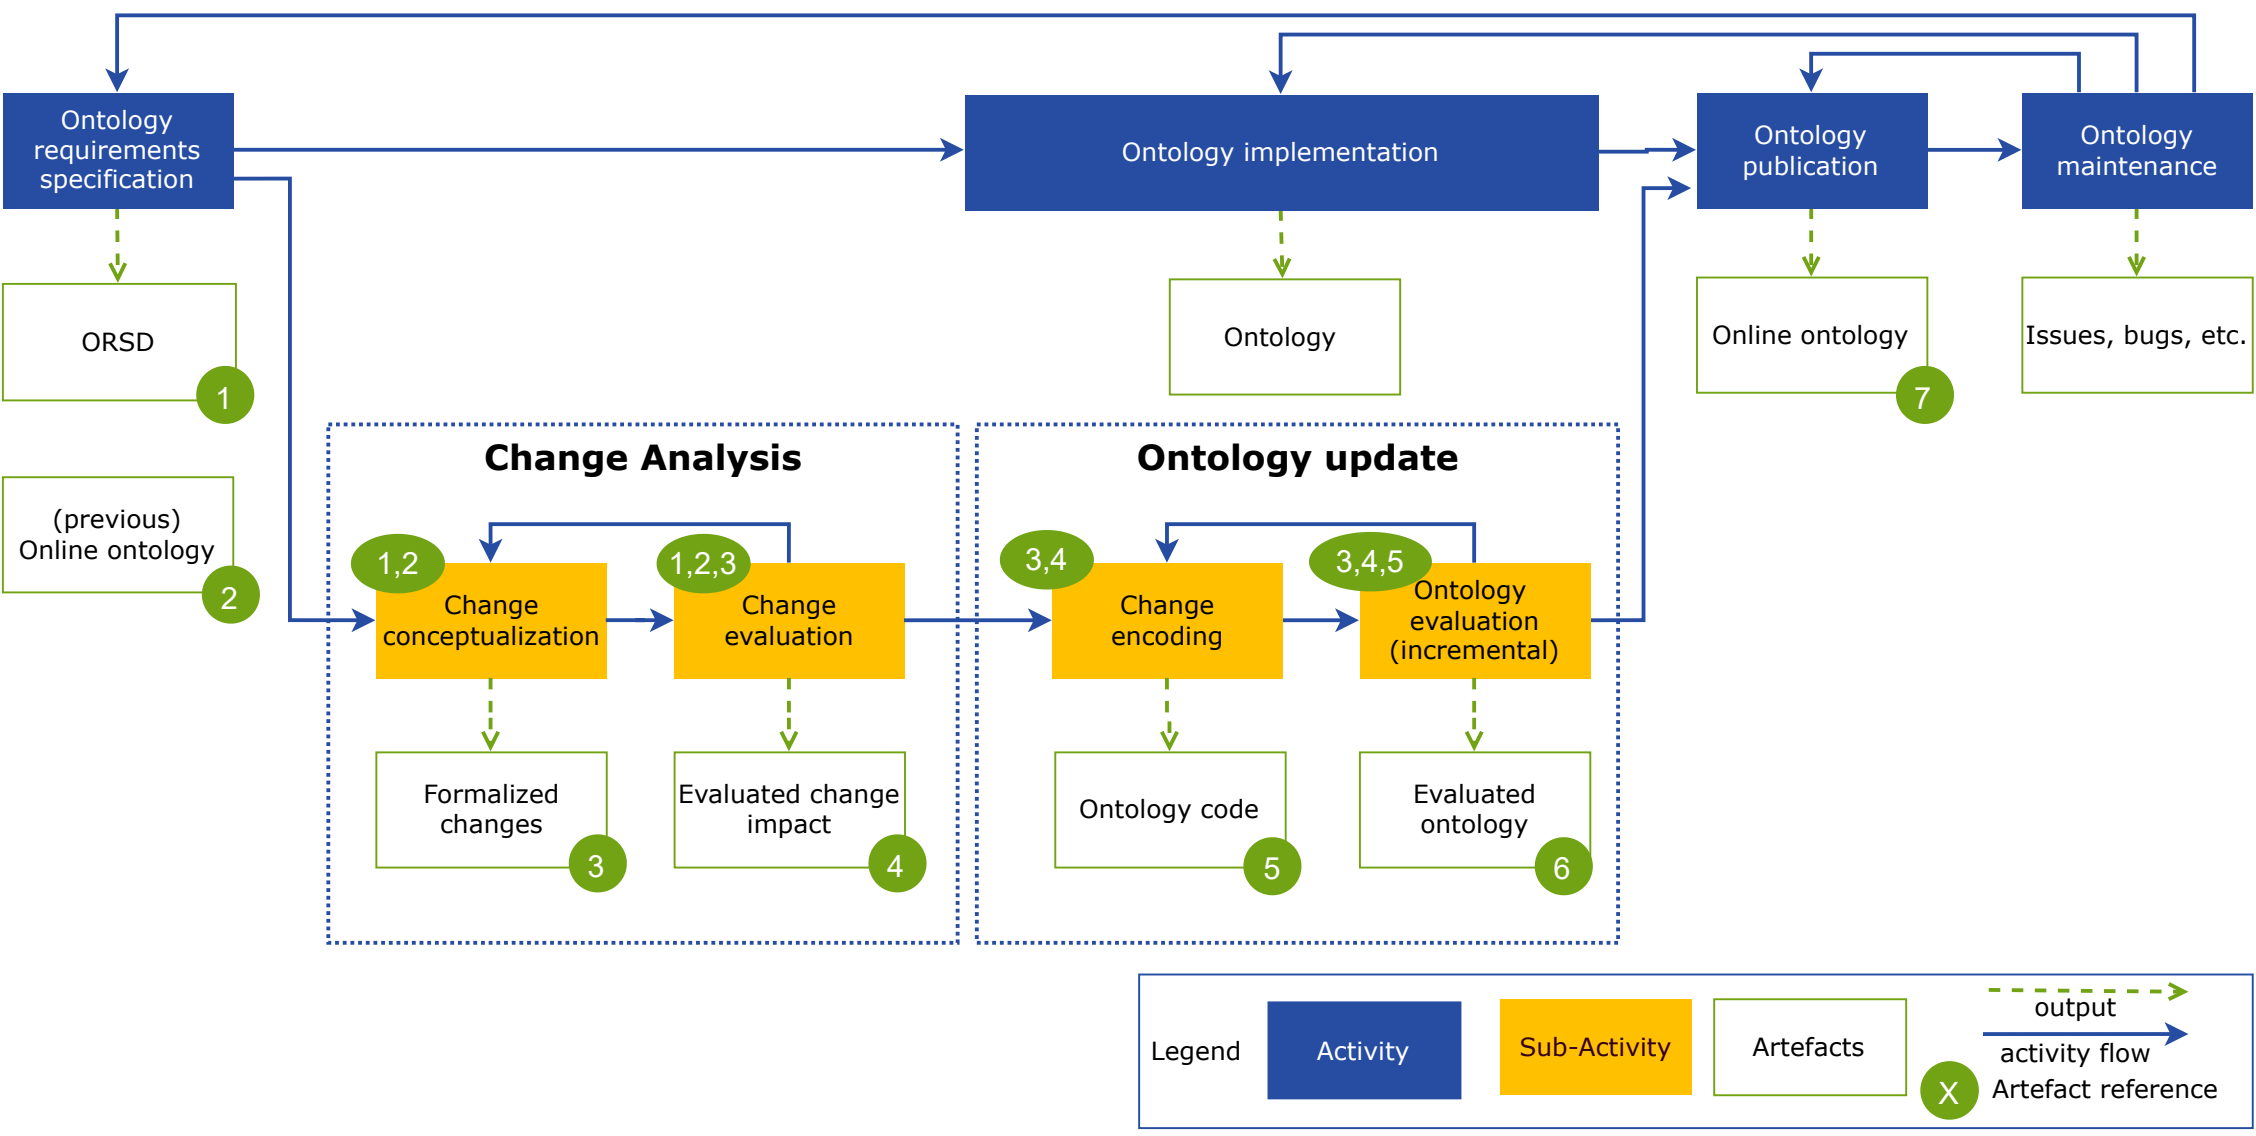 Ontology
requirements
specification
Ontology implementation
Ontology
publication
Ontology
maintenance
ORSD
1
Ontology
Online ontology
7
Issues, bugs, etc.
(previous)
Online ontology
2
Change Analysis
1,2
Change
conceptualization
1,2,3
Change
evaluation
Formalized
changes
3
Evaluated change
impact
4
Ontology update
3,4
Change
encoding
3,4,5
Ontology
evaluation
(incremental)
Ontology code
5
Evaluated
ontology
6
Legend
Activity
Sub-Activity
Artefacts
output
activity flow
X
Artefact reference